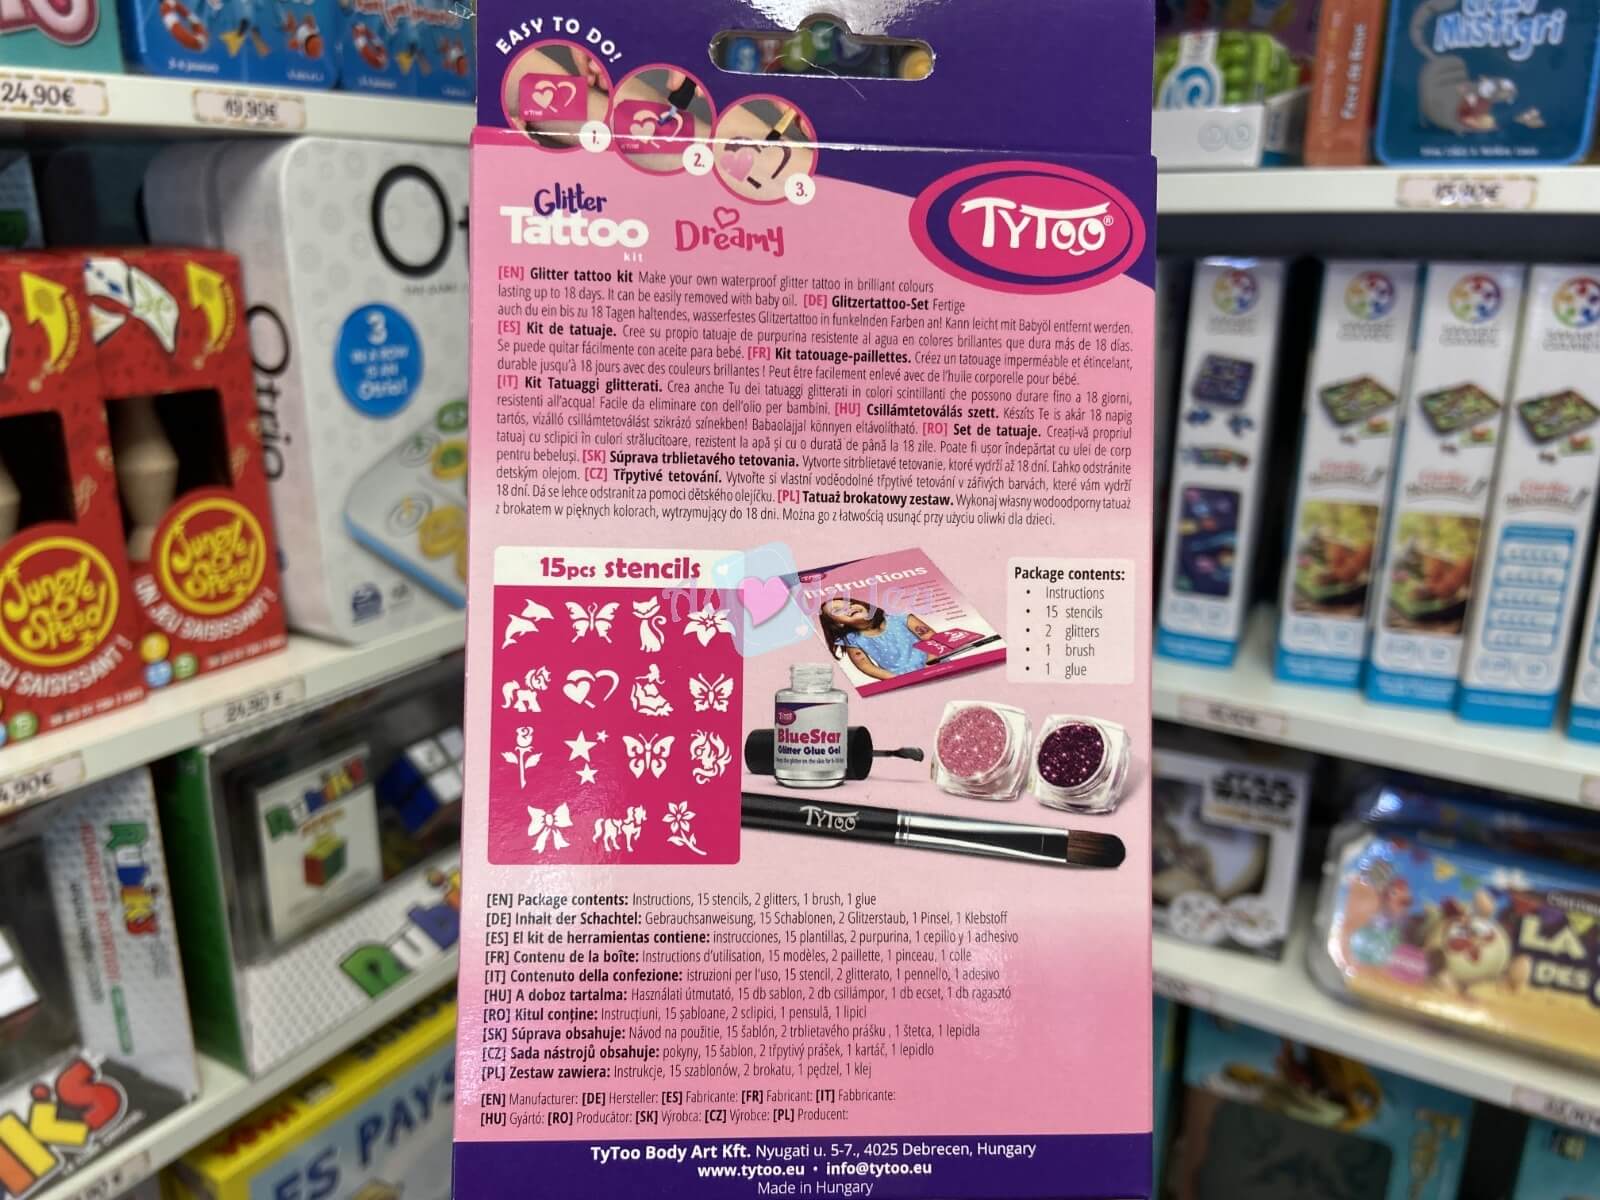 EASY TO DO!
1.
2.
3.
Glitter
Tattoo
kit
Dreamy
TyToo®
[EN] Glitter tattoo kit Make your own waterproof glitter tattoo in brilliant colours
lasting up to 18 days. It can be easily removed with baby oil. [DE] Glitzertattoo-Set Fertige
auch du ein bis zu 18 Tagen haltendes, wasserfestes Glitzertattoo in funkelnden Farben an! Kann leicht mit Babyöl entfernt werden.
[ES] Kit de tatuaje. Cree su propio tatuaje de purpurina resistente al agua en colores brillantes que dura más de 18 días.
Se puede quitar fácilmente con aceite para bebé. [FR] Kit tatouage-paillettes. Créez un tatouage imperméable et étincelant,
durable jusqu'à 18 jours avec des couleurs brillantes ! Peut être facilement enlevé avec de l'huile corporelle pour bébé.
[IT] Kit Tatuaggi glitterati. Crea anche Tu dei tatuaggi glitterati in colori scintillanti che possono durare fino a 18 giorni,
resistenti all'acqua! Facile da eliminare con dell'olio per bambini. [HU] Csillámtetoválás szett. Készíts Te is akár 18 napig
tartós, vízálló csillámtetoválást szikrázó színekben! Babaolajjal könnyen eltávolítható. [RO] Set de tatuaje. Creați-vă propriul
tatuaj cu sclipici în culori strălucitoare, rezistent la apă și cu o durată de până la 18 zile. Poate fi ușor îndepărtat cu ulei de corp
pentru bebeluși. [SK] Súprava trblietavého tetovania. Vytvorte sitrblietavé tetovanie, ktoré vydrží až 18 dní. Ľahko odstránite
detským olejom. [CZ] Třpytivé tetování. Vytvořte si vlastní voděodolné třpytivé tetování v zářivých barvách, které vám vydrží
18 dní. Dá se lehce odstranit za pomoci dětského olejíčku. [PL] Tatuaż brokatowy zestaw. Wykonaj własny wodoodporny tatuaż
z brokatem w pięknych kolorach, wytrzymujący do 18 dni. Można go z łatwością usunąć przy użyciu oliwki dla dzieci.
15pcs stencils
Instructions
Package contents:
• Instructions
• 15 stencils
• 2 glitters
• 1 brush
• 1 glue
BlueStar
Glitter Glue Gel
TyToo
[EN] Package contents: Instructions, 15 stencils, 2 glitters, 1 brush, 1 glue
[DE] Inhalt der Schachtel: Gebrauchsanweisung, 15 Schablonen, 2 Glitzerstaub, 1 Pinsel, 1 Klebstoff
[ES] El kit de herramientas contiene: instrucciones, 15 plantillas, 2 purpurina, 1 cepillo y 1 adhesivo
[FR] Contenu de la boîte: Instructions d'utilisation, 15 modèles, 2 paillette, 1 pinceau, 1 colle
[IT] Contenuto della confezione: istruzioni per l'uso, 15 stencil, 2 glitterato, 1 pennello, 1 adesivo
[HU] A doboz tartalma: Használati útmutató, 15 db sablon, 2 db csillámpor, 1 db ecset, 1 db ragasztó
[RO] Kitul conține: Instrucțiuni, 15 șabloane, 2 sclipici, 1 pensulă, 1 lipici
[SK] Súprava obsahuje: Návod na použitie, 15 šablón, 2 trblietavého prášku , 1 štetca, 1 lepidla
[CZ] Sada nástrojů obsahuje: pokyny, 15 šablon, 2 třpytivý prášek, 1 kartáč, 1 lepidlo
[PL] Zestaw zawiera: Instrukcje, 15 szablonów, 2 brokatu, 1 pędzel, 1 klej
[EN] Manufacturer: [DE] Hersteller: [ES] Fabricante: [FR] Fabricant: [IT] Fabbricante:
[HU] Gyártó: [RO] Producător: [SK] Výrobca: [CZ] Výrobce: [PL] Producent:
TyToo Body Art Kft. Nyugati u. 5-7., 4025 Debrecen, Hungary
www.tytoo.eu • info@tytoo.eu
Made in Hungary
24,90€
19,90€
Otrio
3
IN A ROW
IS AN
Otrio!
Jungle
Speed
UN JEU SAISISSANT !
Jungle
Speed
JEU SAISISSANT !
24,90 €
4,90€
Rubik's
Mistigri
15,90€
STAR
WARS
LA
DES